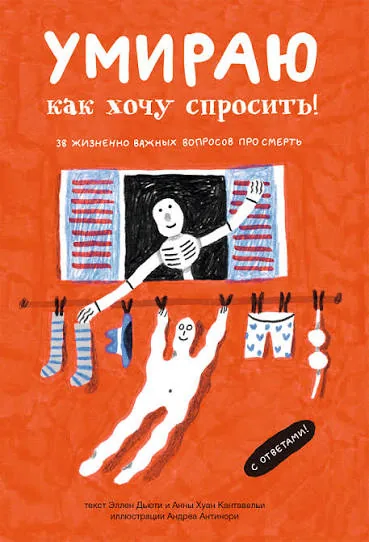 УМИРАЮ
как хочу спросить!
38 ЖИЗНЕННО ВАЖНЫХ ВОПРОСОВ ПРО СМЕРТЬ
С ОТВЕТАМИ!
текст Эллен Дьюти и Анны Хуан Кантавельи
иллюстрации Андреа Антинори